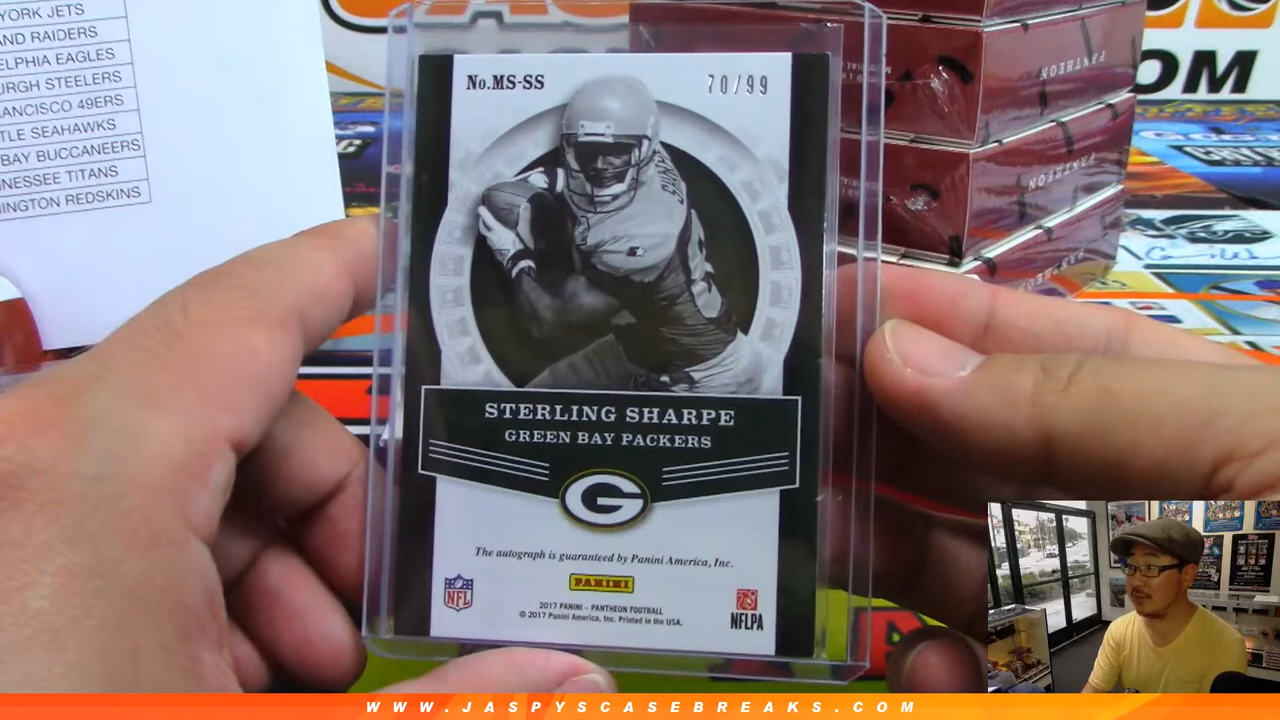 YORK JETS
AND RAIDERS
ELPHIA EAGLES
URGH STEELERS
ANCISCO 49ERS
TLE SEAHAWKS
BAY BUCCANEERS
NNESSEE TITANS
INGTON REDSKINS
OM
PANTHEON
PANTHEON
No.MS-SS
70/99
STERLING SHARPE
GREEN BAY PACKERS
G
The autograph is guaranteed by Panini America, Inc.
PANINI
NFL
2017 PANINI – PANTHEON FOOTBALL
© 2017 Panini America, Inc. Printed in the USA.
NFLPA
WWW.JASPYSCASEBREAKS.COM